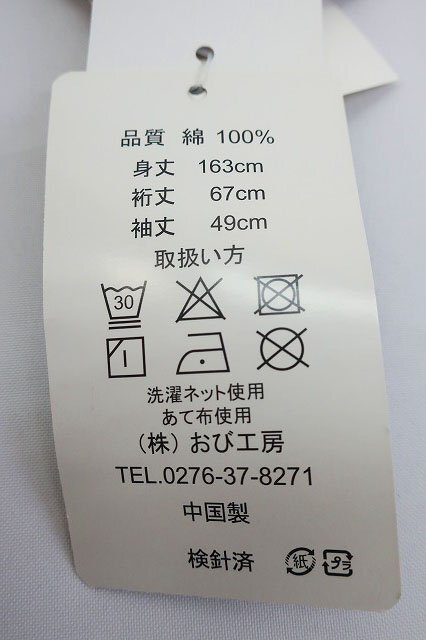 品質 綿 100%
身丈 163cm
裄丈 67cm
袖丈 49cm
取扱い方
30
洗濯ネット使用
あて布使用
(株) おび工房
TEL.0276-37-8271
中国製
検針済 紙 プラ